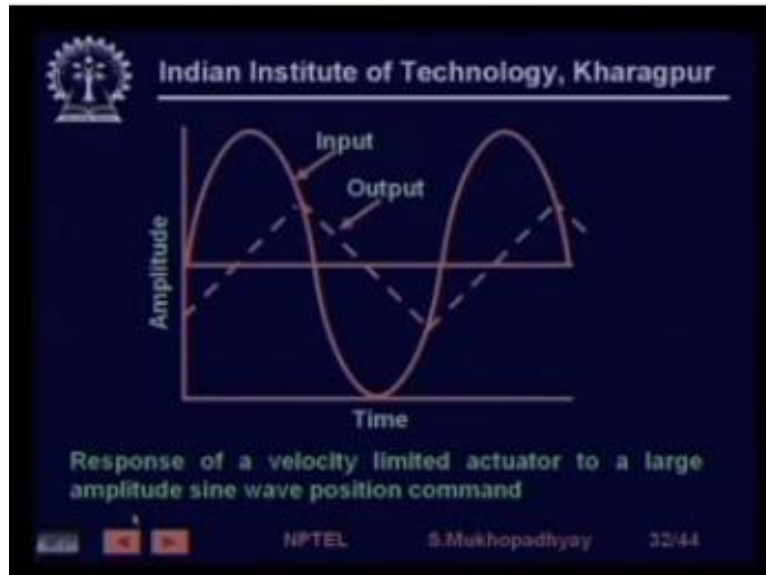 Indian Institute of Technology, Kharagpur
Input
Output
Amplitude
Time
Response of a velocity limited actuator to a large
amplitude sine wave position command
NPTEL S.Mukhopadhyay 32/44